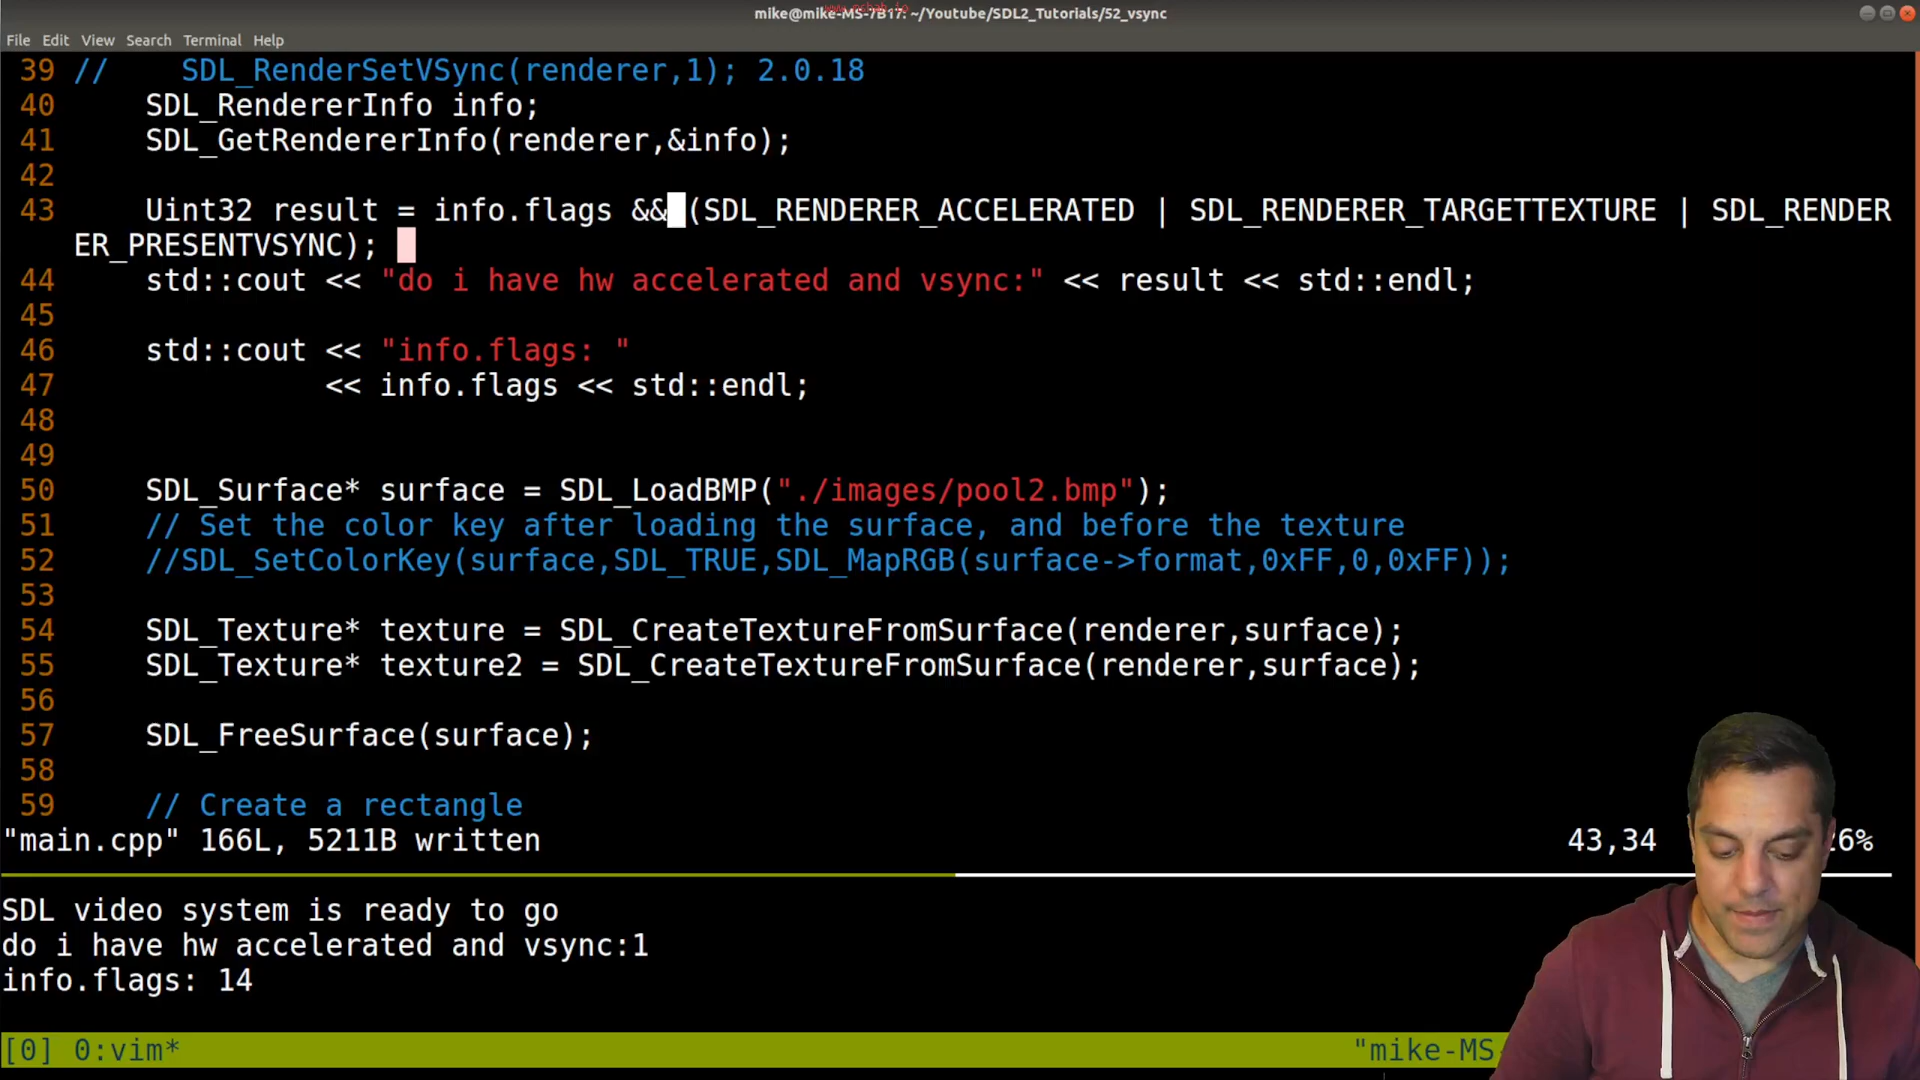 mike@mike-MS-7B17: ~/Youtube/SDL2_Tutorials/52_vsync
File Edit View Search Terminal Help
39 //    SDL_RenderSetVSync(renderer,1); 2.0.18
40     SDL_RendererInfo info;
41     SDL_GetRendererInfo(renderer,&info);
42
43     Uint32 result = info.flags && (SDL_RENDERER_ACCELERATED | SDL_RENDERER_TARGETTEXTURE | SDL_RENDER
ER_PRESENTVSYNC);
44     std::cout << "do i have hw accelerated and vsync:" << result << std::endl;
45
46     std::cout << "info.flags: "
47               << info.flags << std::endl;
48
49
50     SDL_Surface* surface = SDL_LoadBMP("./images/pool2.bmp");
51     // Set the color key after loading the surface, and before the texture
52     //SDL_SetColorKey(surface,SDL_TRUE,SDL_MapRGB(surface->format,0xFF,0,0xFF));
53
54     SDL_Texture* texture = SDL_CreateTextureFromSurface(renderer,surface);
55     SDL_Texture* texture2 = SDL_CreateTextureFromSurface(renderer,surface);
56
57     SDL_FreeSurface(surface);
58
59     // Create a rectangle
"main.cpp" 166L, 5211B written 43,34 6%
SDL video system is ready to go
do i have hw accelerated and vsync:1
info.flags: 14
[0] 0:vim* "mike-MS-